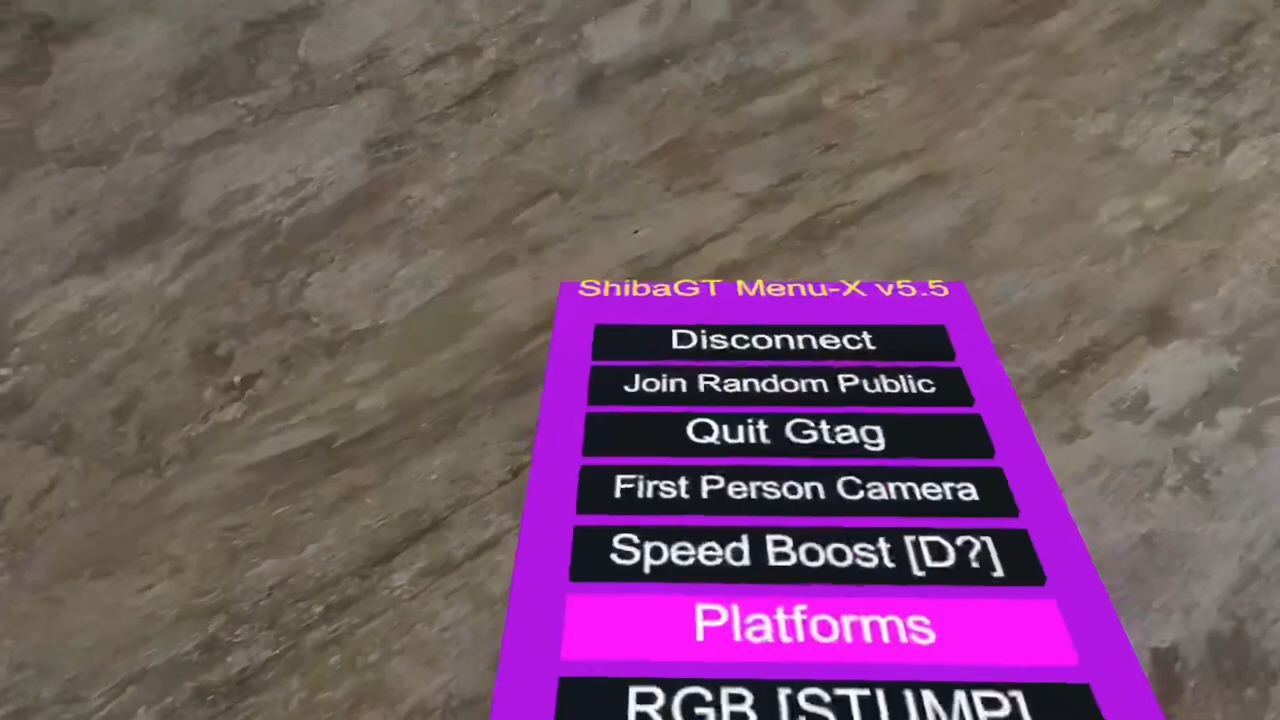 ShibaGT Menu-X v5.5
Disconnect
Join Random Public
Quit Gtag
First Person Camera
Speed Boost [D?]
Platforms
RGB [STUMP]